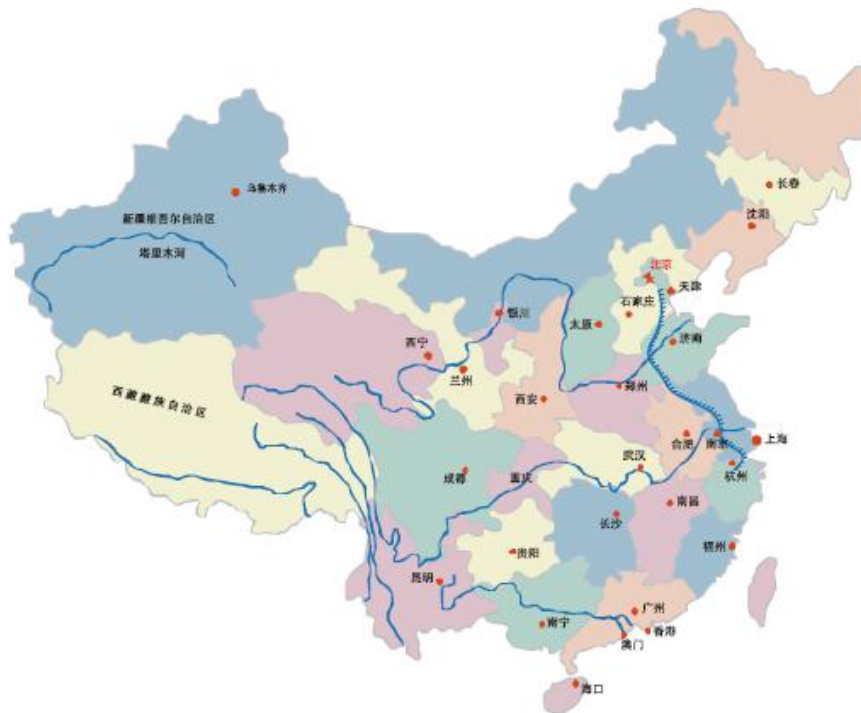 长春
乌鲁木齐
沈阳
新疆维吾尔自治区
塔里木河
北京
天津
石家庄
银川
太原
济南
西宁
兰州
郑州
西安
西藏藏族自治区
合肥
南京
上海
武汉
成都
重庆
杭州
南昌
长沙
福州
贵阳
昆明
广州
南宁
香港
澳门
海口